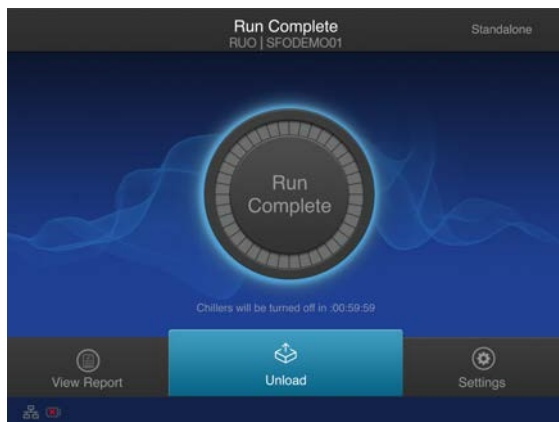 Run Complete
RUO | SFODEMO01
Standalone
Run
Complete
Chillers will be turned off in :00:59:59
View Report
Unload
Settings